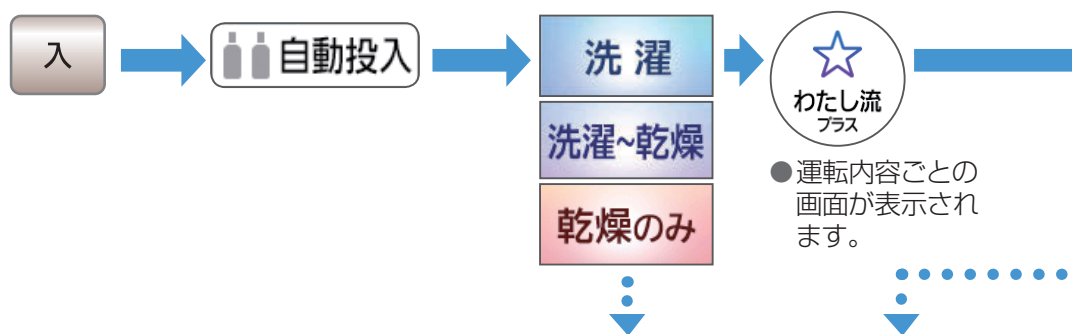 入
自動投入
洗濯
洗濯~乾燥
乾燥のみ
わたし流
プラス
●運転内容ごとの
画面が表示され
ます。